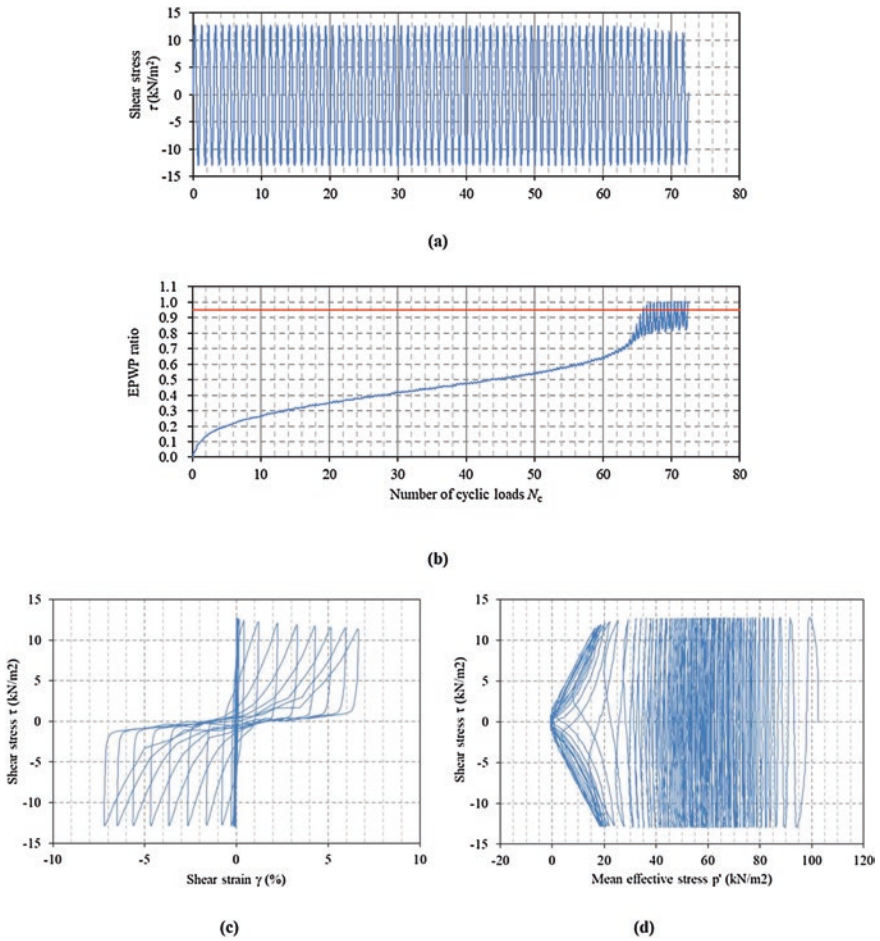 15
10
5
0
-5
-10
-15
Shear stress
τ (kN/m²)
0 10 20 30 40 50 60 70 80
(a)
1.1
1.0
0.9
0.8
0.7
0.6
0.5
0.4
0.3
0.2
0.1
0.0
EPWP ratio
0 10 20 30 40 50 60 70 80
Number of cyclic loads Nc
(b)
15
10
5
0
-5
-10
-15
Shear stress τ (kN/m2)
-10 -5 0 5 10
Shear strain γ (%)
(c)
15
10
5
0
-5
-10
-15
Shear stress τ (kN/m2)
-20 0 20 40 60 80 100 120
Mean effective stress p' (kN/m2)
(d)